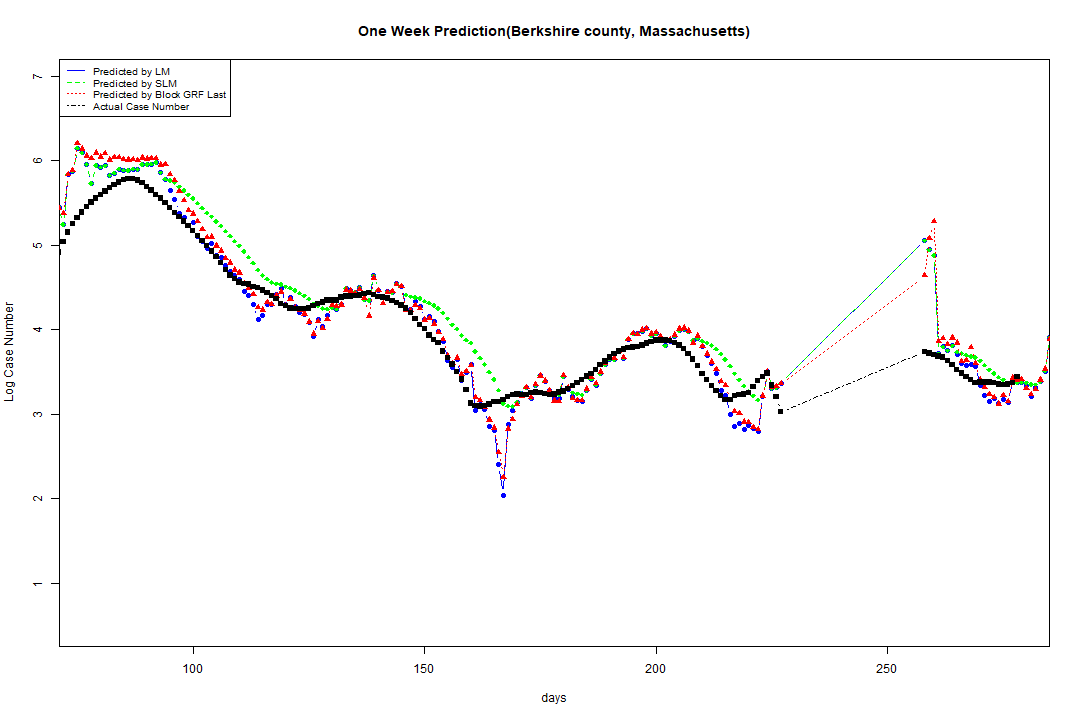 One Week Prediction(Berkshire county, Massachusetts)
Predicted by LM
Predicted by SLM
Predicted by Block GRF Last
Actual Case Number
7
6
5
4
3
2
1
Log Case Number
100
150
200
250
days